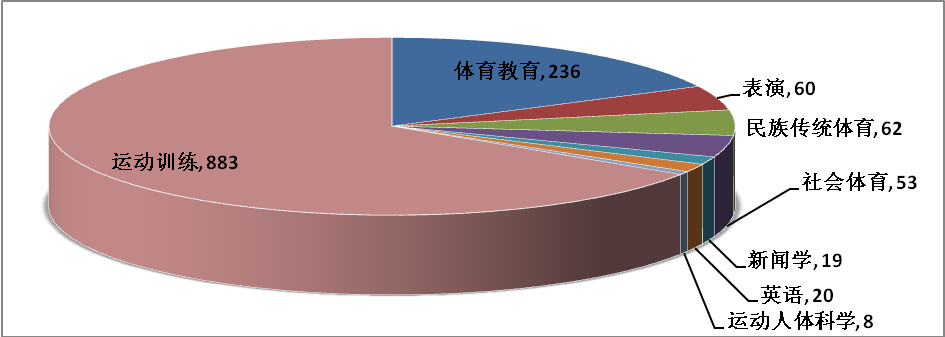 体育教育,236
表演,60
民族传统体育,62
运动训练,883
社会体育,53
新闻学,19
英语,20
运动人体科学,8